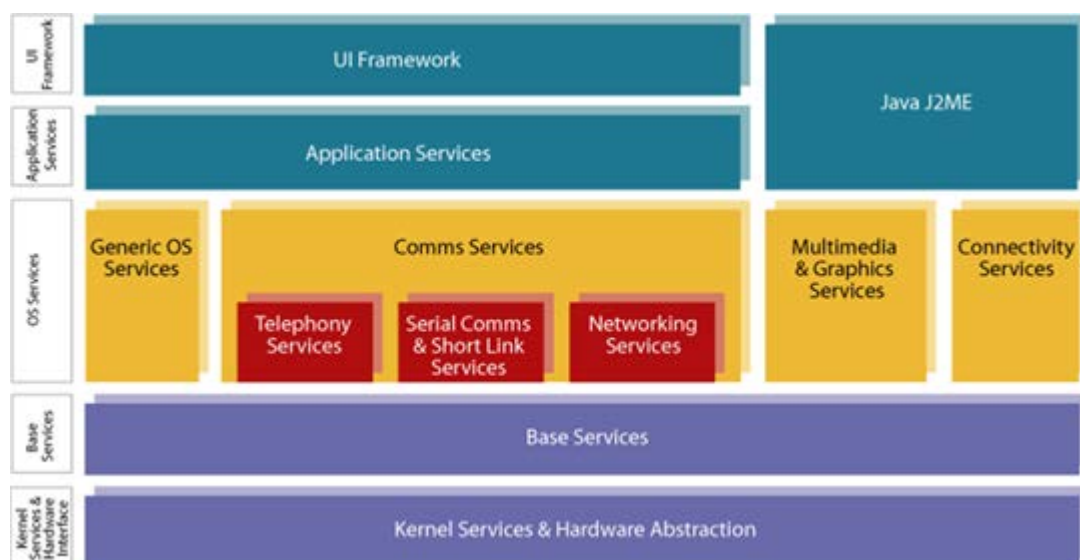 UI
Framework
UI Framework
Java J2ME
Application
Services
Application Services
OS Services
Generic OS
Services
Comms Services
Telephony
Services
Serial Comms
& Short Link
Services
Networking
Services
Multimedia
& Graphics
Services
Connectivity
Services
Base
Services
Base Services
Kernel
Services &
Hardware
Interface
Kernel Services & Hardware Abstraction